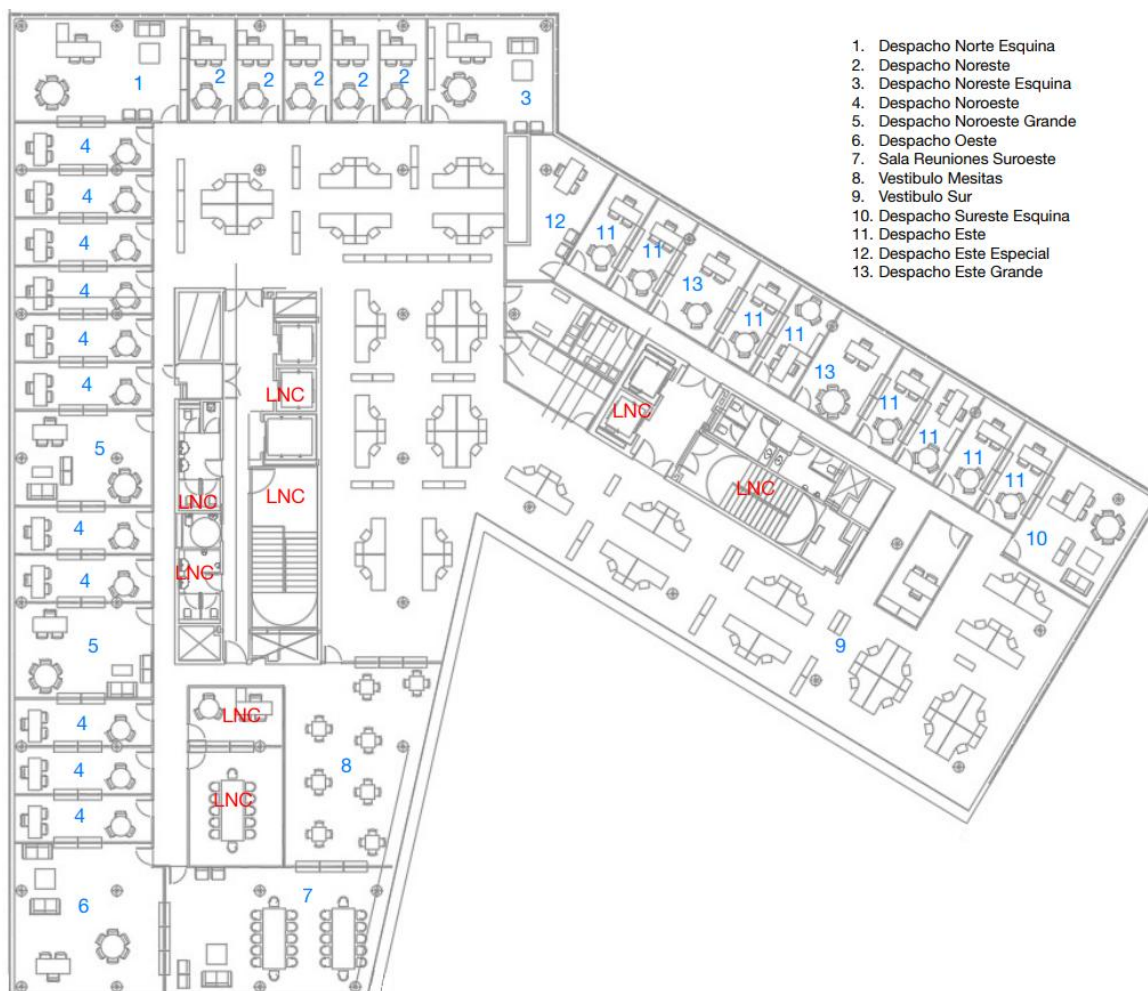 1. Despacho Norte Esquina
2. Despacho Noreste
3. Despacho Noreste Esquina
4. Despacho Noroeste
5. Despacho Noroeste Grande
6. Despacho Oeste
7. Sala Reuniones Suroeste
8. Vestibulo Mesitas
9. Vestibulo Sur
10. Despacho Sureste Esquina
11. Despacho Este
12. Despacho Este Especial
13. Despacho Este Grande
1
2
2
2
2
2
3
4
4
4
4
4
4
5
4
4
5
4
4
4
6
7
8
LNC
LNC
LNC
LNC
LNC
LNC
12
11
11
13
11
11
13
11
11
11
11
10
LNC
LNC
9